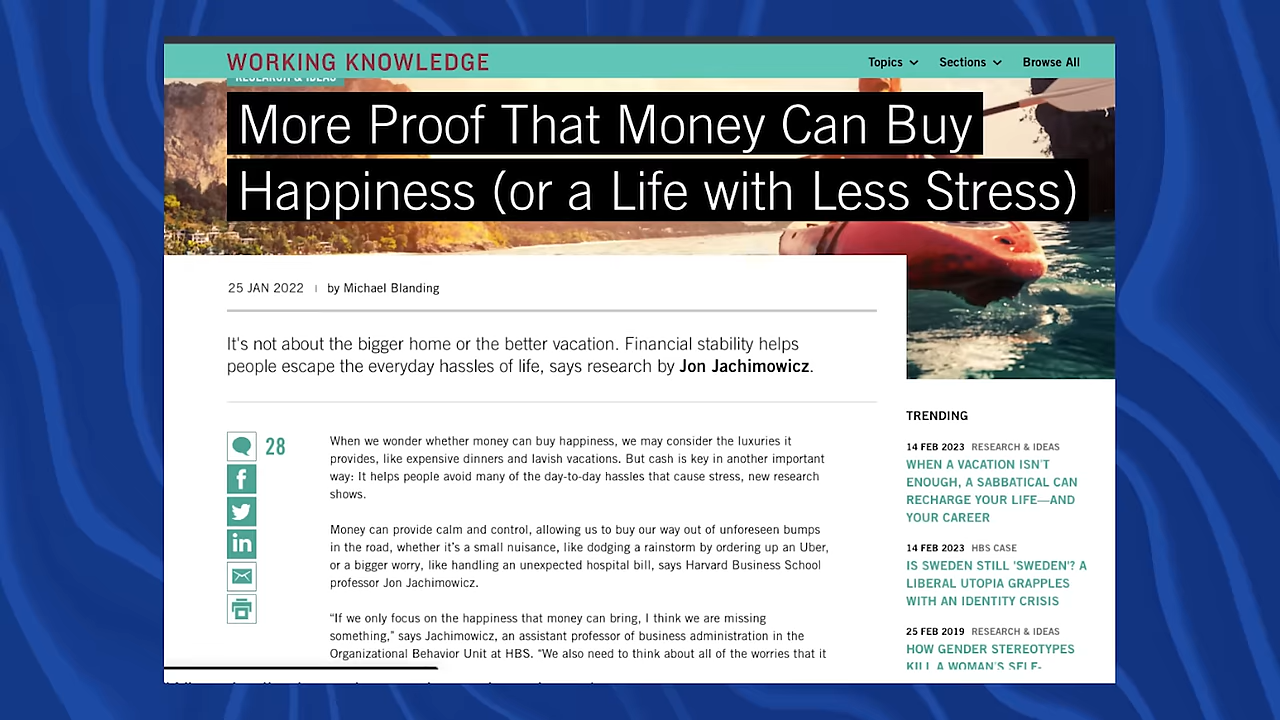 WORKING KNOWLEDGE
Topics
Sections
Browse All
RESEARCH & IDEAS
More Proof That Money Can Buy
Happiness (or a Life with Less Stress)
25 JAN 2022 | by Michael Blanding
It's not about the bigger home or the better vacation. Financial stability helps
people escape the everyday hassles of life, says research by Jon Jachimowicz.
28
When we wonder whether money can buy happiness, we may consider the luxuries it
provides, like expensive dinners and lavish vacations. But cash is key in another important
way: It helps people avoid many of the day-to-day hassles that cause stress, new research
shows.
Money can provide calm and control, allowing us to buy our way out of unforeseen bumps
in the road, whether it's a small nuisance, like dodging a rainstorm by ordering up an Uber,
or a bigger worry, like handling an unexpected hospital bill, says Harvard Business School
professor Jon Jachimowicz.
“If we only focus on the happiness that money can bring, I think we are missing
something,” says Jachimowicz, an assistant professor of business administration in the
Organizational Behavior Unit at HBS. “We also need to think about all of the worries that it
TRENDING
14 FEB 2023 RESEARCH & IDEAS
WHEN A VACATION ISN'T
ENOUGH, A SABBATICAL CAN
RECHARGE YOUR LIFE—AND
YOUR CAREER
14 FEB 2023 HBS CASE
IS SWEDEN STILL 'SWEDEN'? A
LIBERAL UTOPIA GRAPPLES
WITH AN IDENTITY CRISIS
25 FEB 2019 RESEARCH & IDEAS
HOW GENDER STEREOTYPES
KILL A WOMAN'S SELF-